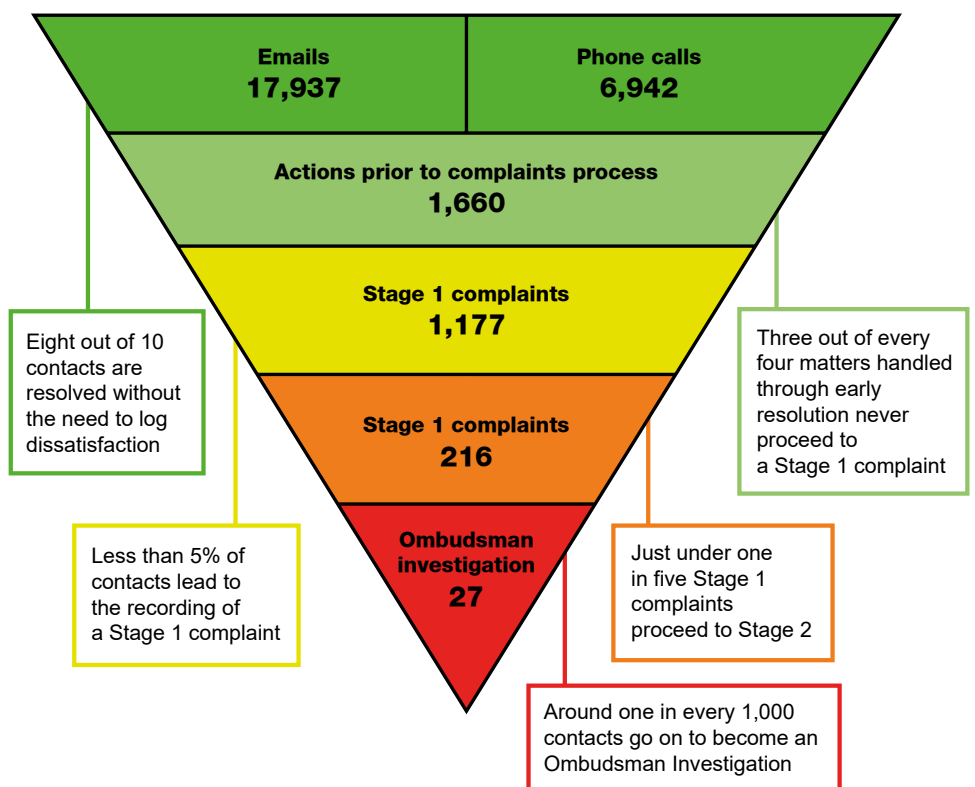 Emails
17,937
Phone calls
6,942
Actions prior to complaints process
1,660
Stage 1 complaints
1,177
Stage 1 complaints
216
Ombudsman
investigation
27
Eight out of 10
contacts are
resolved without
the need to log
dissatisfaction
Three out of every
four matters handled
through early
resolution never
proceed to
a Stage 1 complaint
Less than 5% of
contacts lead to
the recording of
a Stage 1 complaint
Just under one
in five Stage 1
complaints
proceed to Stage 2
Around one in every 1,000
contacts go on to become an
Ombudsman Investigation